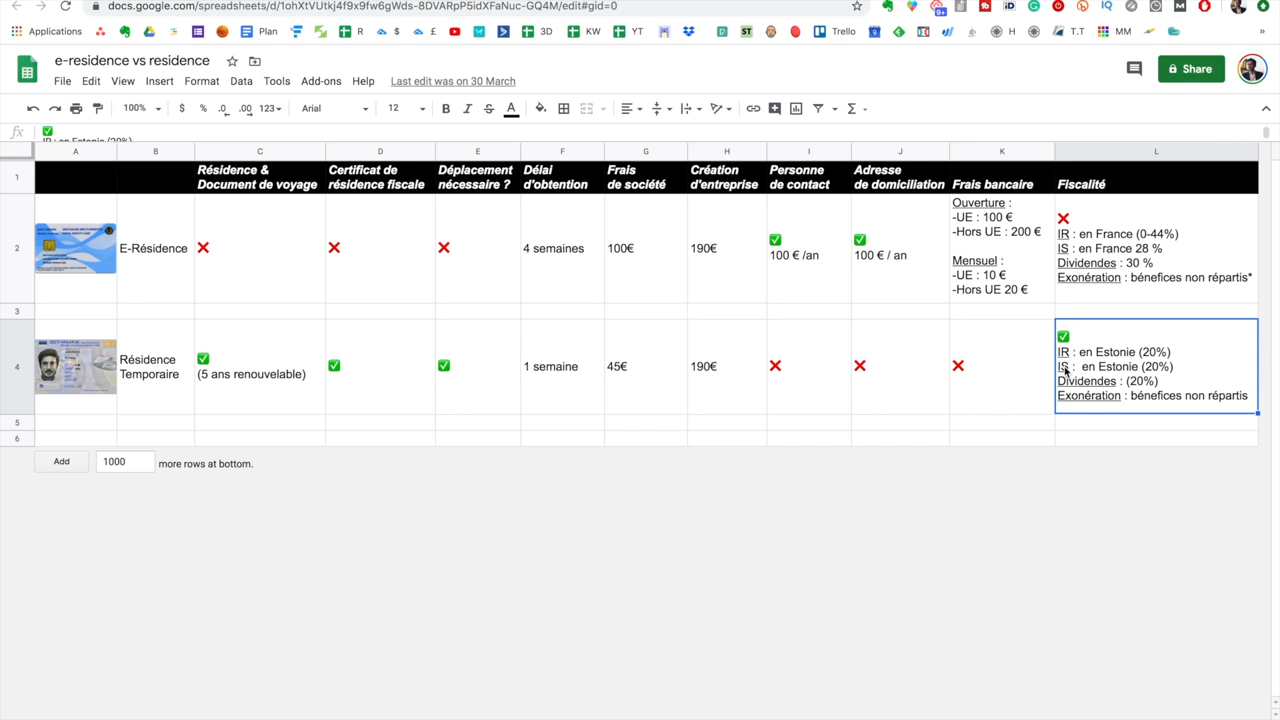 docs.google.com/spreadsheets/d/1ohXtVUtkj4f9x9fw6gWds-8DVARpP5idXFaNuc-GQ4M/edit#gid=0
Applications
Plan
R
$
£
3D
KW
YT
ST
Trello
H
T.T
MM
»
e-residence vs residence
File Edit View Insert Format Data Tools Add-ons Help Last edit was on 30 March
Share
100% $ % .0 .00 123 Arial 12 B I S A
fx
IR : en Estonie (20%)
A B C D E F G H I J K L
1
Résidence &
Document de voyage
Certificat de
résidence fiscale
Déplacement
nécessaire ?
Délai
d'obtention
Frais
de société
Création
d'entreprise
Personne
de contact
Adresse
de domiciliation
Frais bancaire
Fiscalité
2
E-Résidence
4 semaines
100€
190€
100 € /an
100 € / an
Ouverture :
-UE : 100 €
-Hors UE : 200 €
Mensuel :
-UE : 10 €
-Hors UE 20 €
IR : en France (0-44%)
IS : en France 28 %
Dividendes : 30 %
Exonération : bénefices non répartis*
3
4
Résidence
Temporaire
(5 ans renouvelable)
1 semaine
45€
190€
IR : en Estonie (20%)
IS : en Estonie (20%)
Dividendes : (20%)
Exonération : bénefices non répartis
5
6
Add 1000 more rows at bottom.